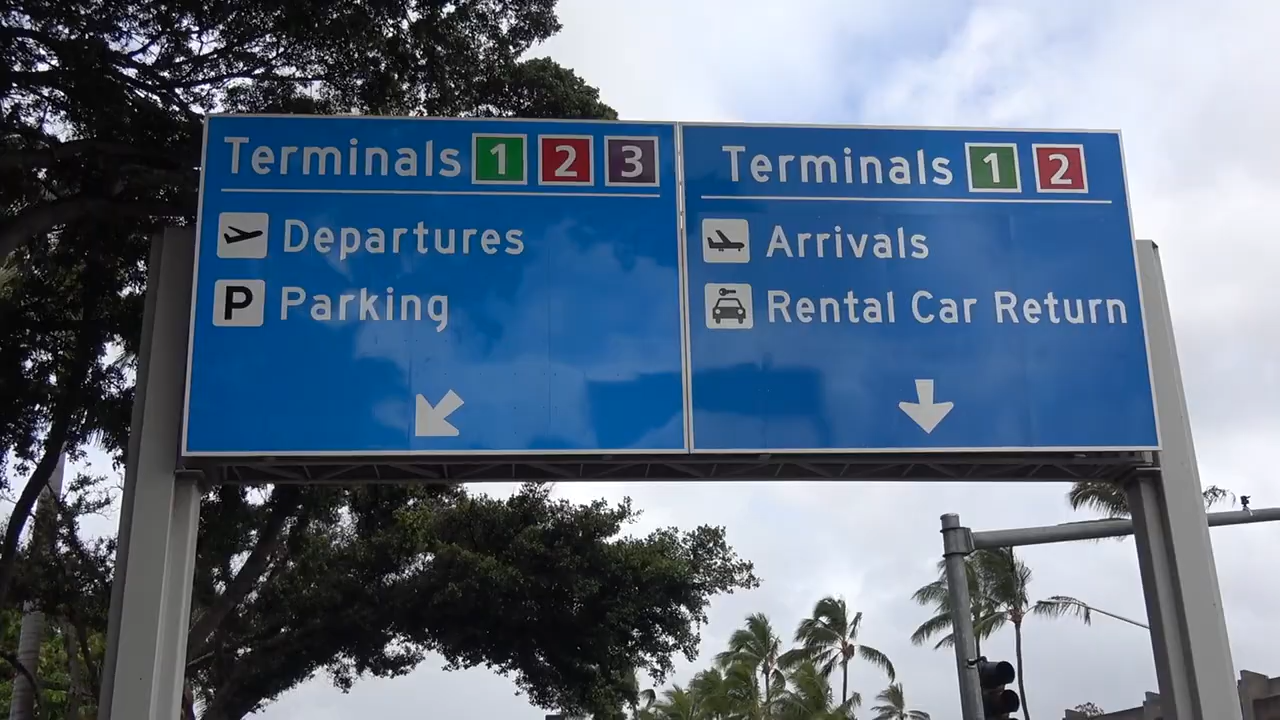 Terminals 1 2 3
Departures
P Parking
Terminals 1 2
Arrivals
Rental Car Return